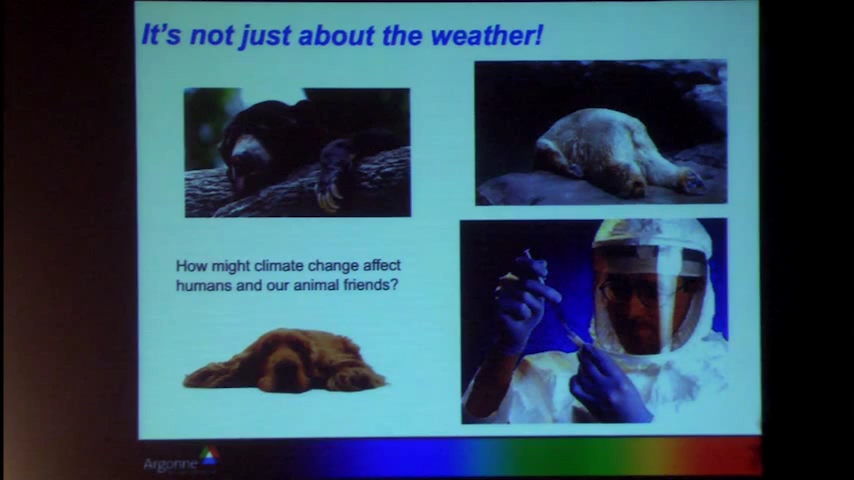 It's not just about the weather!
How might climate change affect
humans and our animal friends?
Argonne